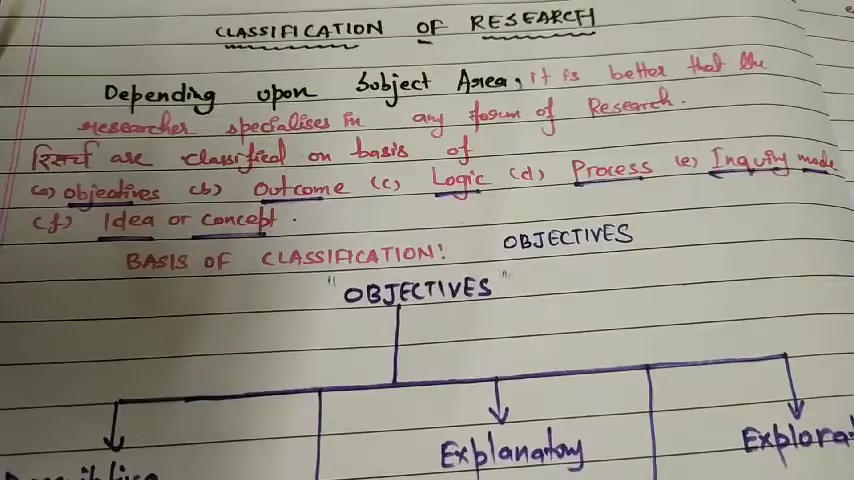 CLASSIFICATION OF RESEARCH
Depending upon Subject Area, it is better that the
researcher specialises in any form of Research.
रिसर्च are classified on basis of
(a) objectives (b) Outcome (c) Logic (d) Process (e) Inquiry mode
(f) Idea or concept.
BASIS OF CLASSIFICATION! OBJECTIVES
"OBJECTIVES"
Explanatory